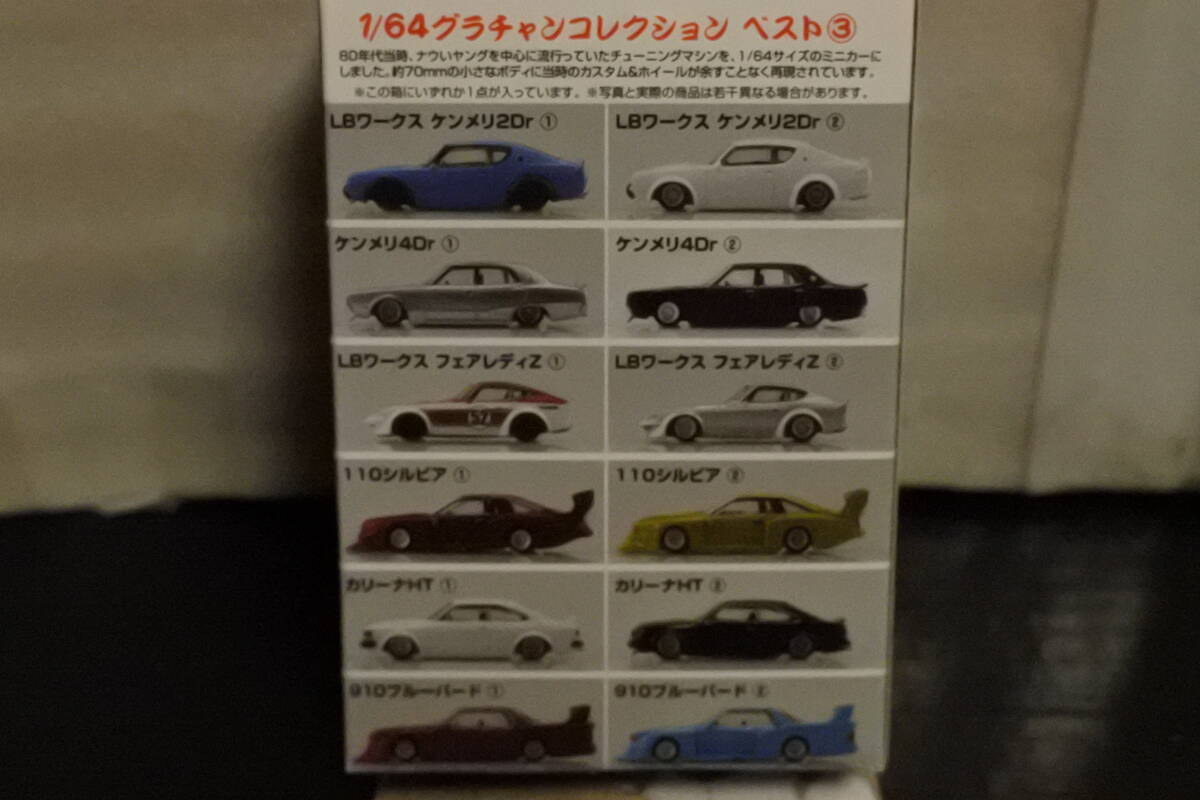 1/64グラチャンコレクション ベスト③
80年代当時、ナウいヤングを中心に流行っていたチューニングマシンを、1/64サイズのミニカーに
しました。約70mmの小さなボディに当時のカスタム&ホイールが余すことなく再現されています。
※この箱にいずれか1点が入っています。※写真と実際の商品は若干異なる場合があります。
LBワークス ケンメリ2Dr ①
LBワークス ケンメリ2Dr ②
ケンメリ4Dr ①
ケンメリ4Dr ②
LBワークス フェアレディZ ①
LBワークス フェアレディZ ②
52
110シルビア ①
110シルビア ②
カリーナHT ①
カリーナHT ②
910ブルーバード ①
910ブルーバード ②